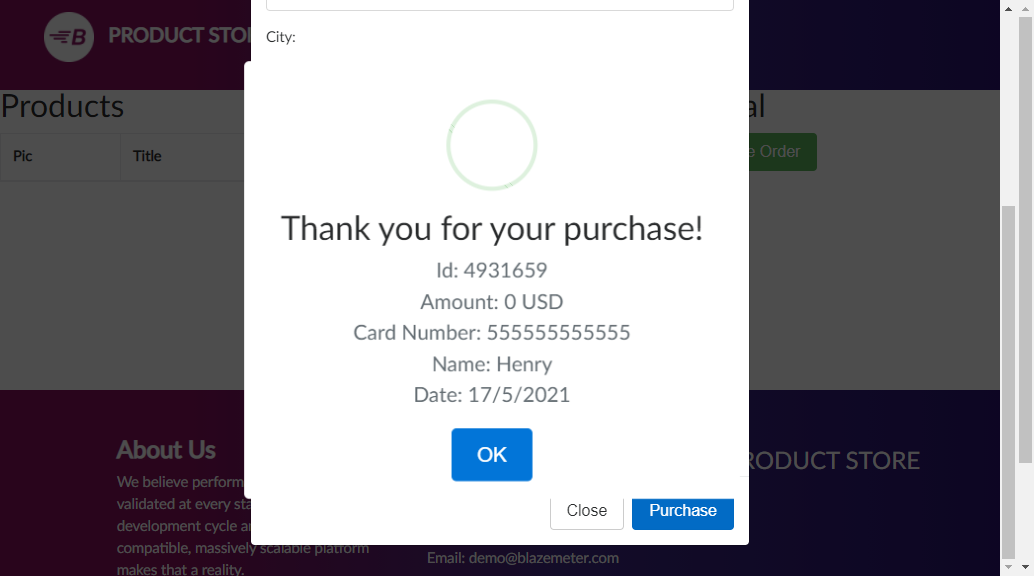 PRODUCT STO
City:
Products
al
Pic
Title
e Order
Thank you for your purchase!
Id: 4931659
Amount: 0 USD
Card Number: 555555555555
Name: Henry
Date: 17/5/2021
OK
Close
Purchase
About Us
We believe perform
validated at every sta
development cycle a
compatible, massively scalable platform
makes that a reality.
Email: demo@blazemeter.com
RODUCT STORE